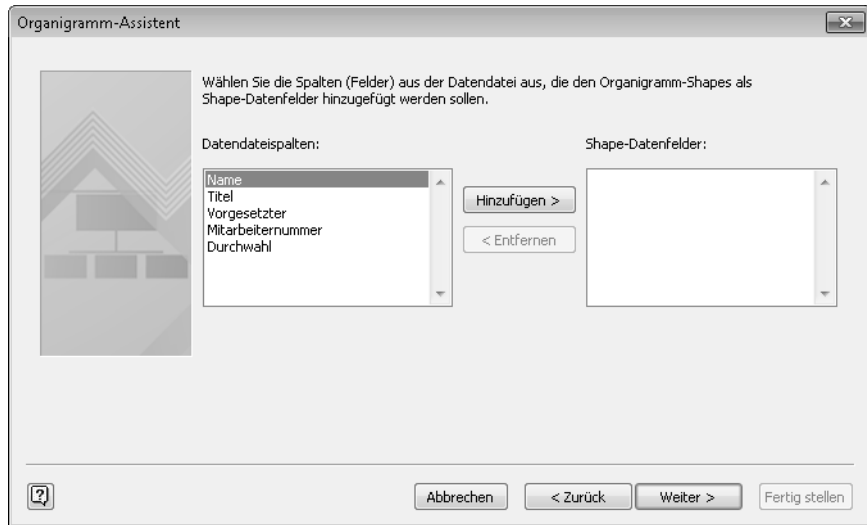 Organigramm-Assistent
Wählen Sie die Spalten (Felder) aus der Datendatei aus, die den Organigramm-Shapes als
Shape-Datenfelder hinzugefügt werden sollen.
Datendateispalten:
Shape-Datenfelder:
Name
Titel
Vorgesetzter
Mitarbeiternummer
Durchwahl
Hinzufügen >
< Entfernen
?
Abbrechen
< Zurück
Weiter >
Fertig stellen